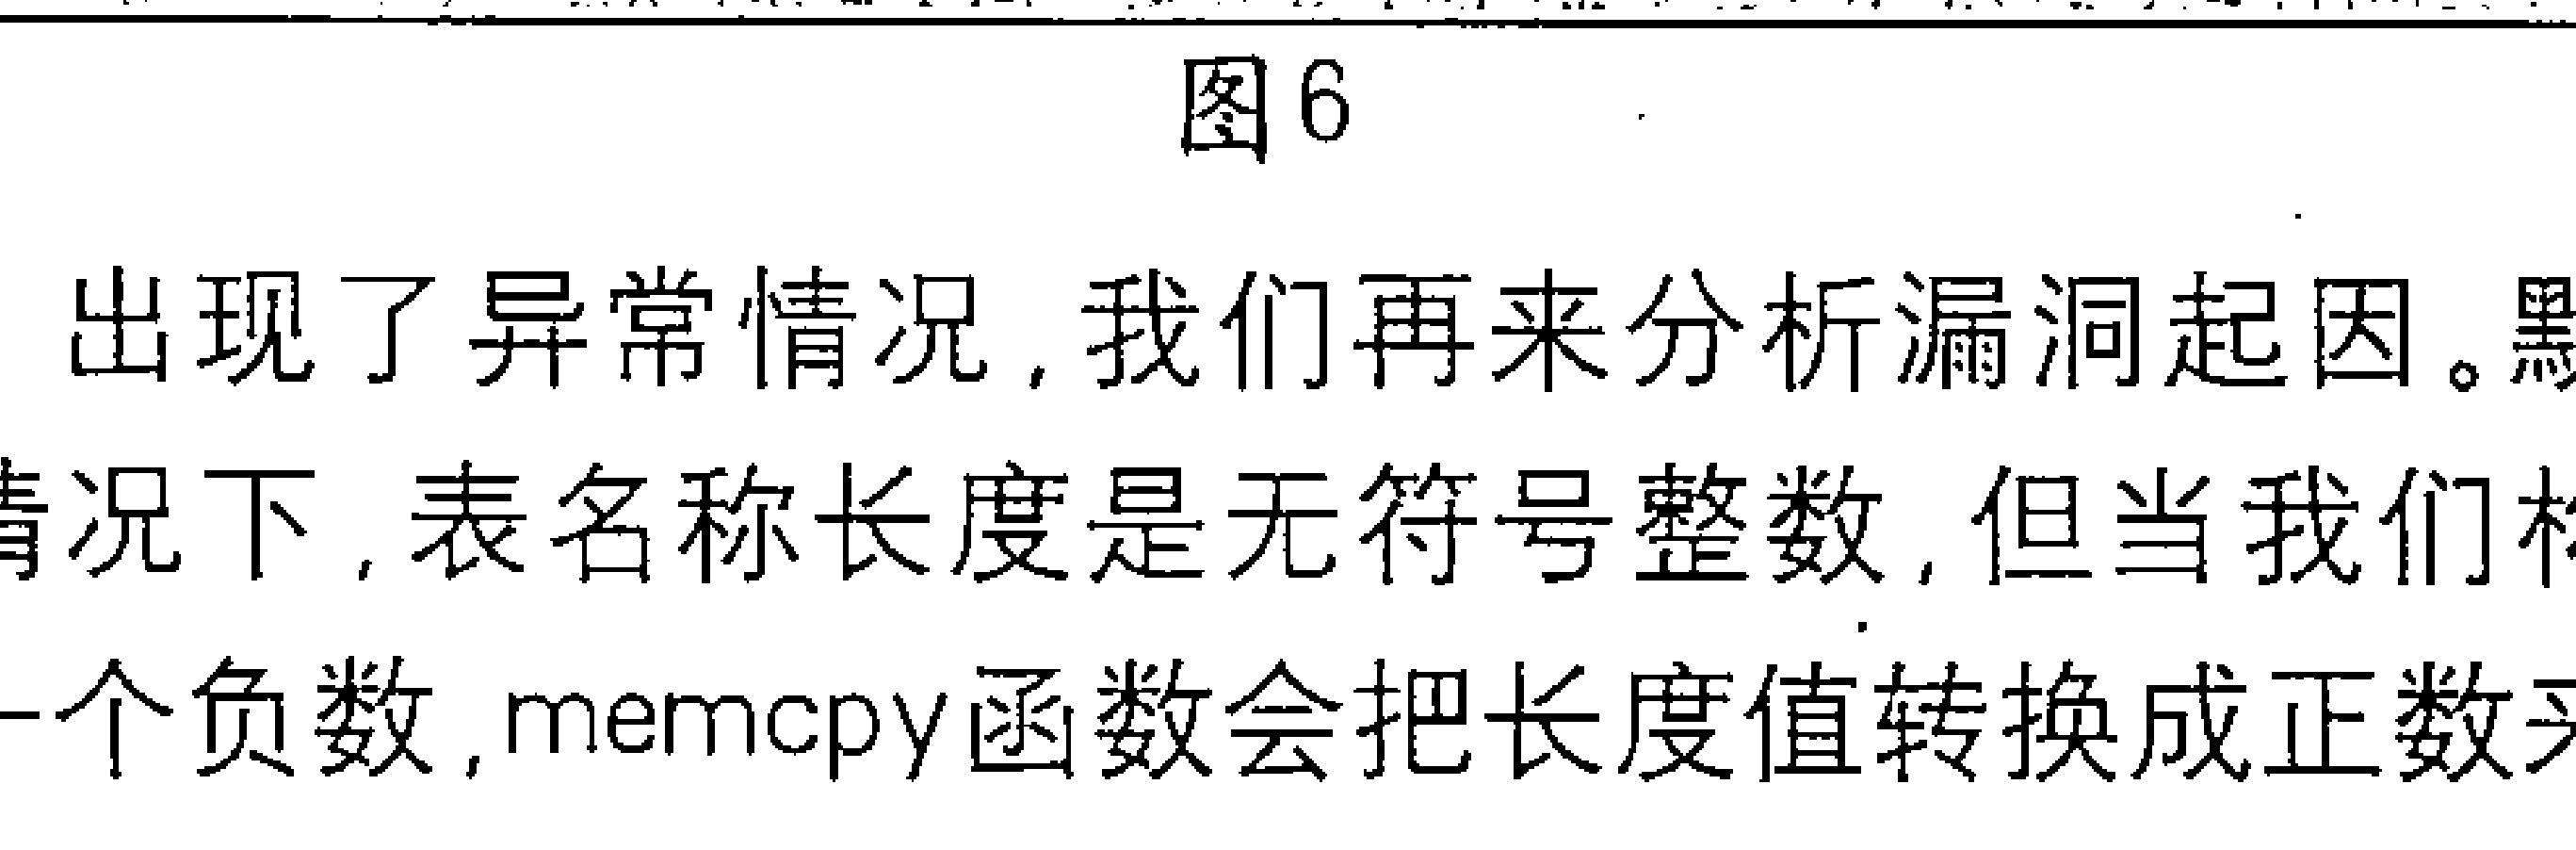 图6
出现了异常情况,我们再来分析漏洞起因。
况下,表名称长度是无符号整数,但当我们
一个负数,memcpy函数会把长度值转换成正数